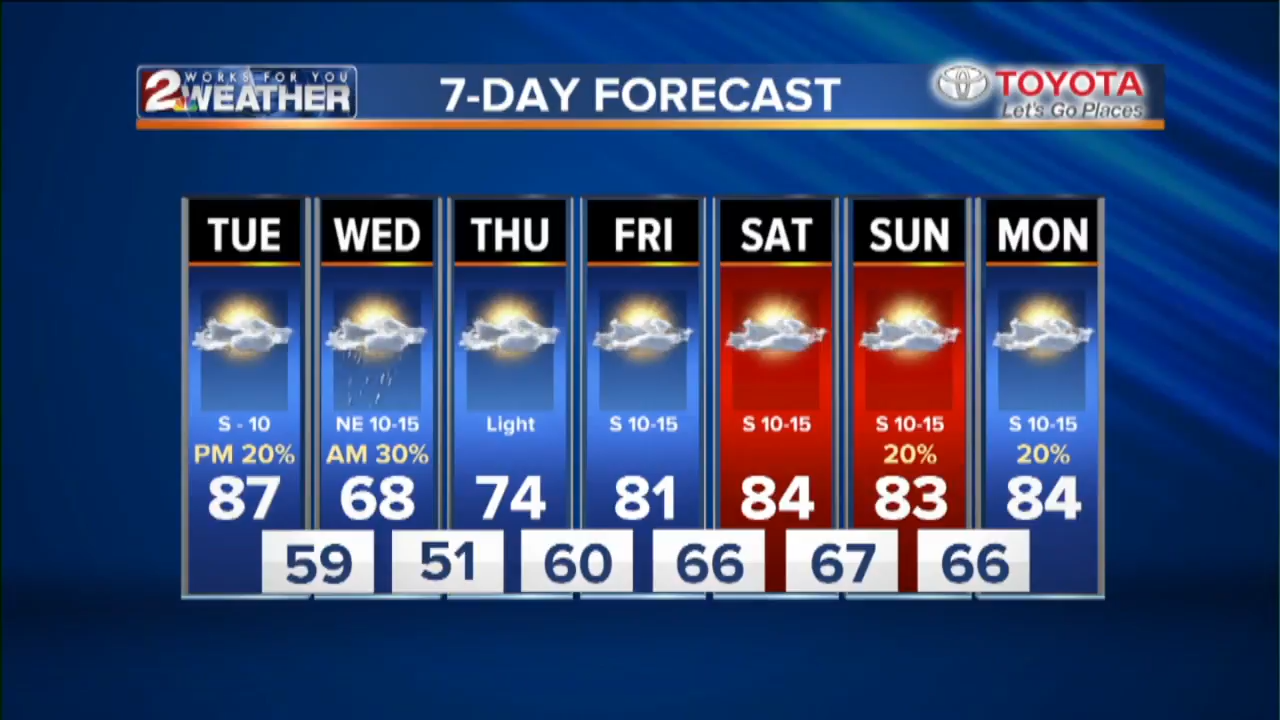 2 WORKS FOR YOU
WEATHER
7-DAY FORECAST
TOYOTA
Let's Go Places
TUE WED THU FRI SAT SUN MON
S - 10 NE 10-15 Light S 10-15 S 10-15 S 10-15 S 10-15
PM 20% AM 30% 20% 20%
87 68 74 81 84 83 84
59 51 60 66 67 66